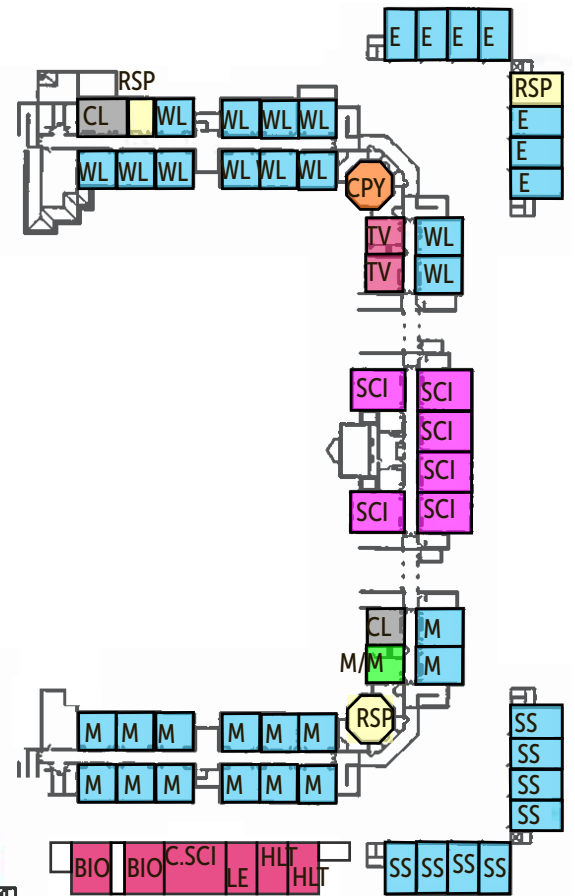 E E E E
RSP
RSP
CL WL WL WL WL
E
E
WL WL WL WL WL WL
E
CPY
TV WL
TV WL
SCI SCI
SCI
SCI
SCI SCI
CL M
M/M M
RSP
SS
M M M M M M
SS
M M M M M M
SS
SS
BIO BIO C.SCI LE HLT HLT
SS SS SS SS